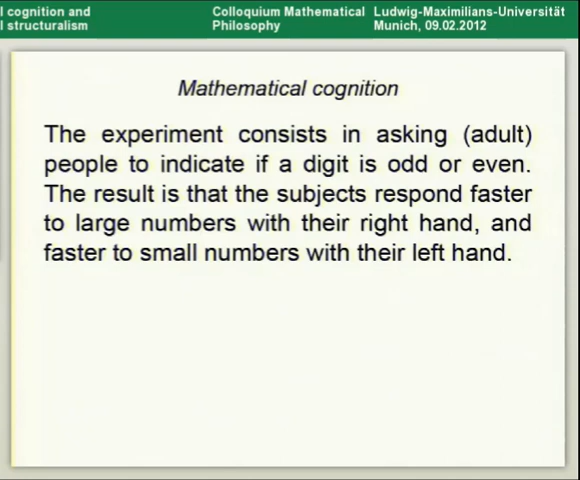 l cognition and
l structuralism
Colloquium Mathematical
Philosophy
Ludwig-Maximilians-Universität
Munich, 09.02.2012
Mathematical cognition
The experiment consists in asking (adult)
people to indicate if a digit is odd or even.
The result is that the subjects respond faster
to large numbers with their right hand, and
faster to small numbers with their left hand.